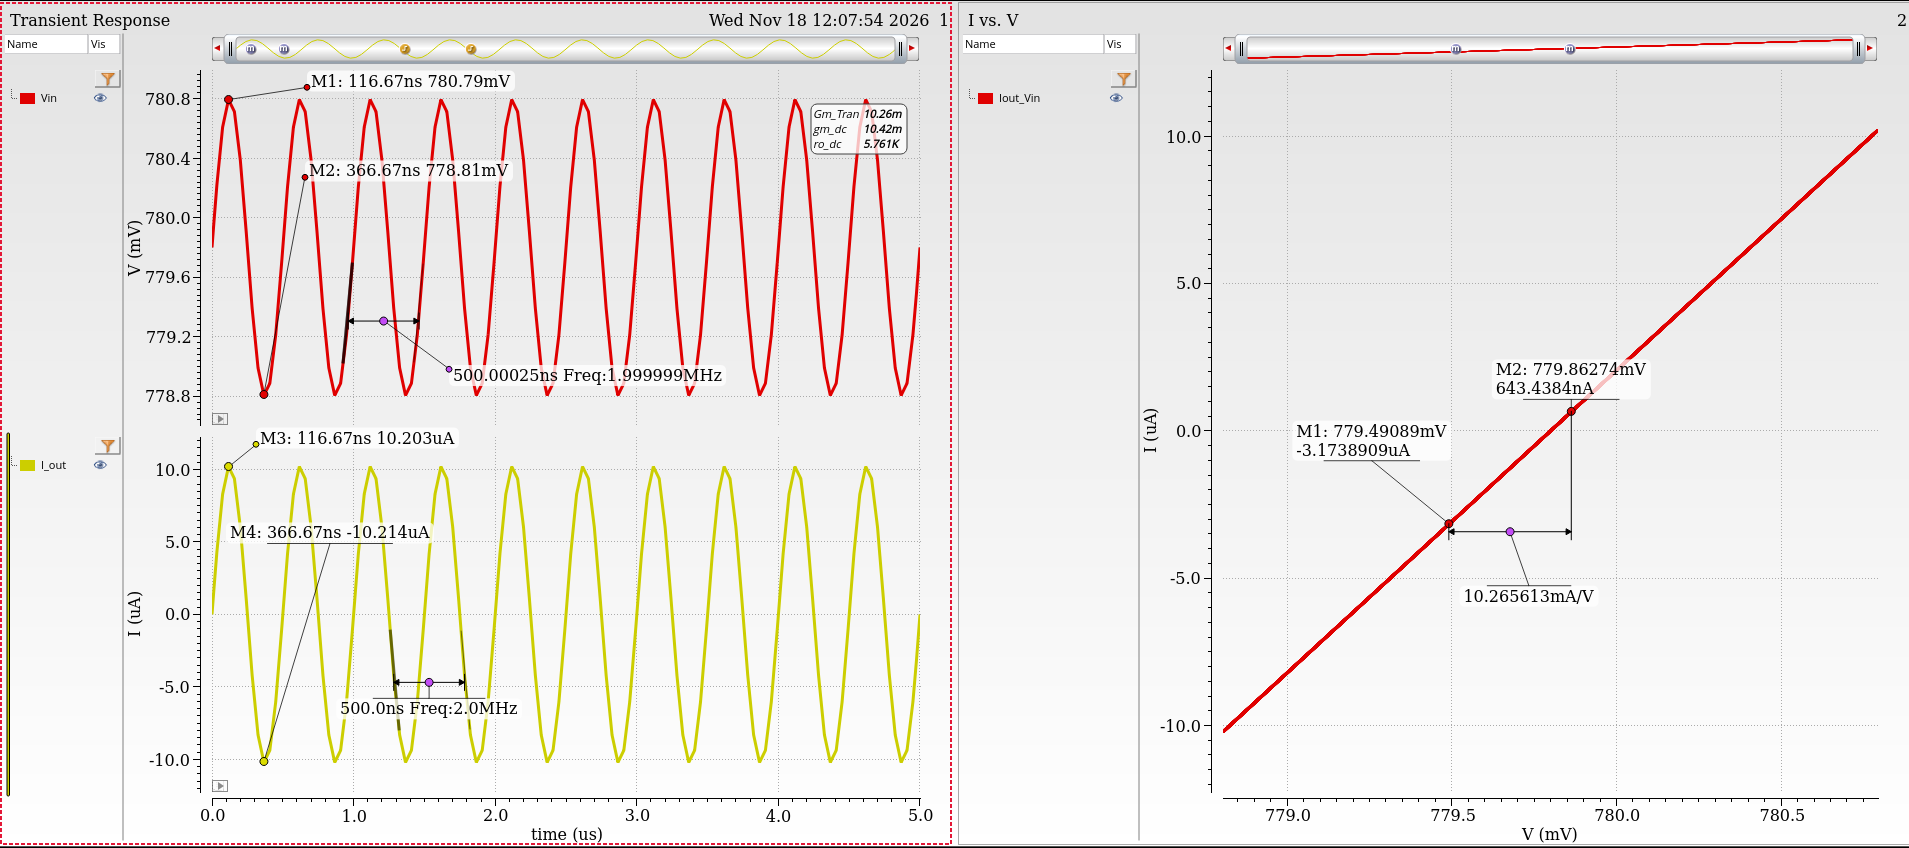 Transient Response
Wed Nov 18 12:07:54 2026 1
Name Vis
Vin
M1: 116.67ns 780.79mV
M2: 366.67ns 778.81mV
Gm_Tran 10.26m
gm_dc 10.42m
ro_dc 5.761K
500.00025ns Freq:1.999999MHz
V (mV)
780.8
780.4
780.0
779.6
779.2
778.8
I_out
M3: 116.67ns 10.203uA
M4: 366.67ns -10.214uA
500.0ns Freq:2.0MHz
I (uA)
10.0
5.0
0.0
-5.0
-10.0
0.0 1.0 2.0 3.0 4.0 5.0
time (us)
I vs. V
2
Name Vis
Iout_Vin
M2: 779.86274mV
643.4384nA
M1: 779.49089mV
-3.1738909uA
10.265613mA/V
I (uA)
10.0
5.0
0.0
-5.0
-10.0
779.0 779.5 780.0 780.5
V (mV)